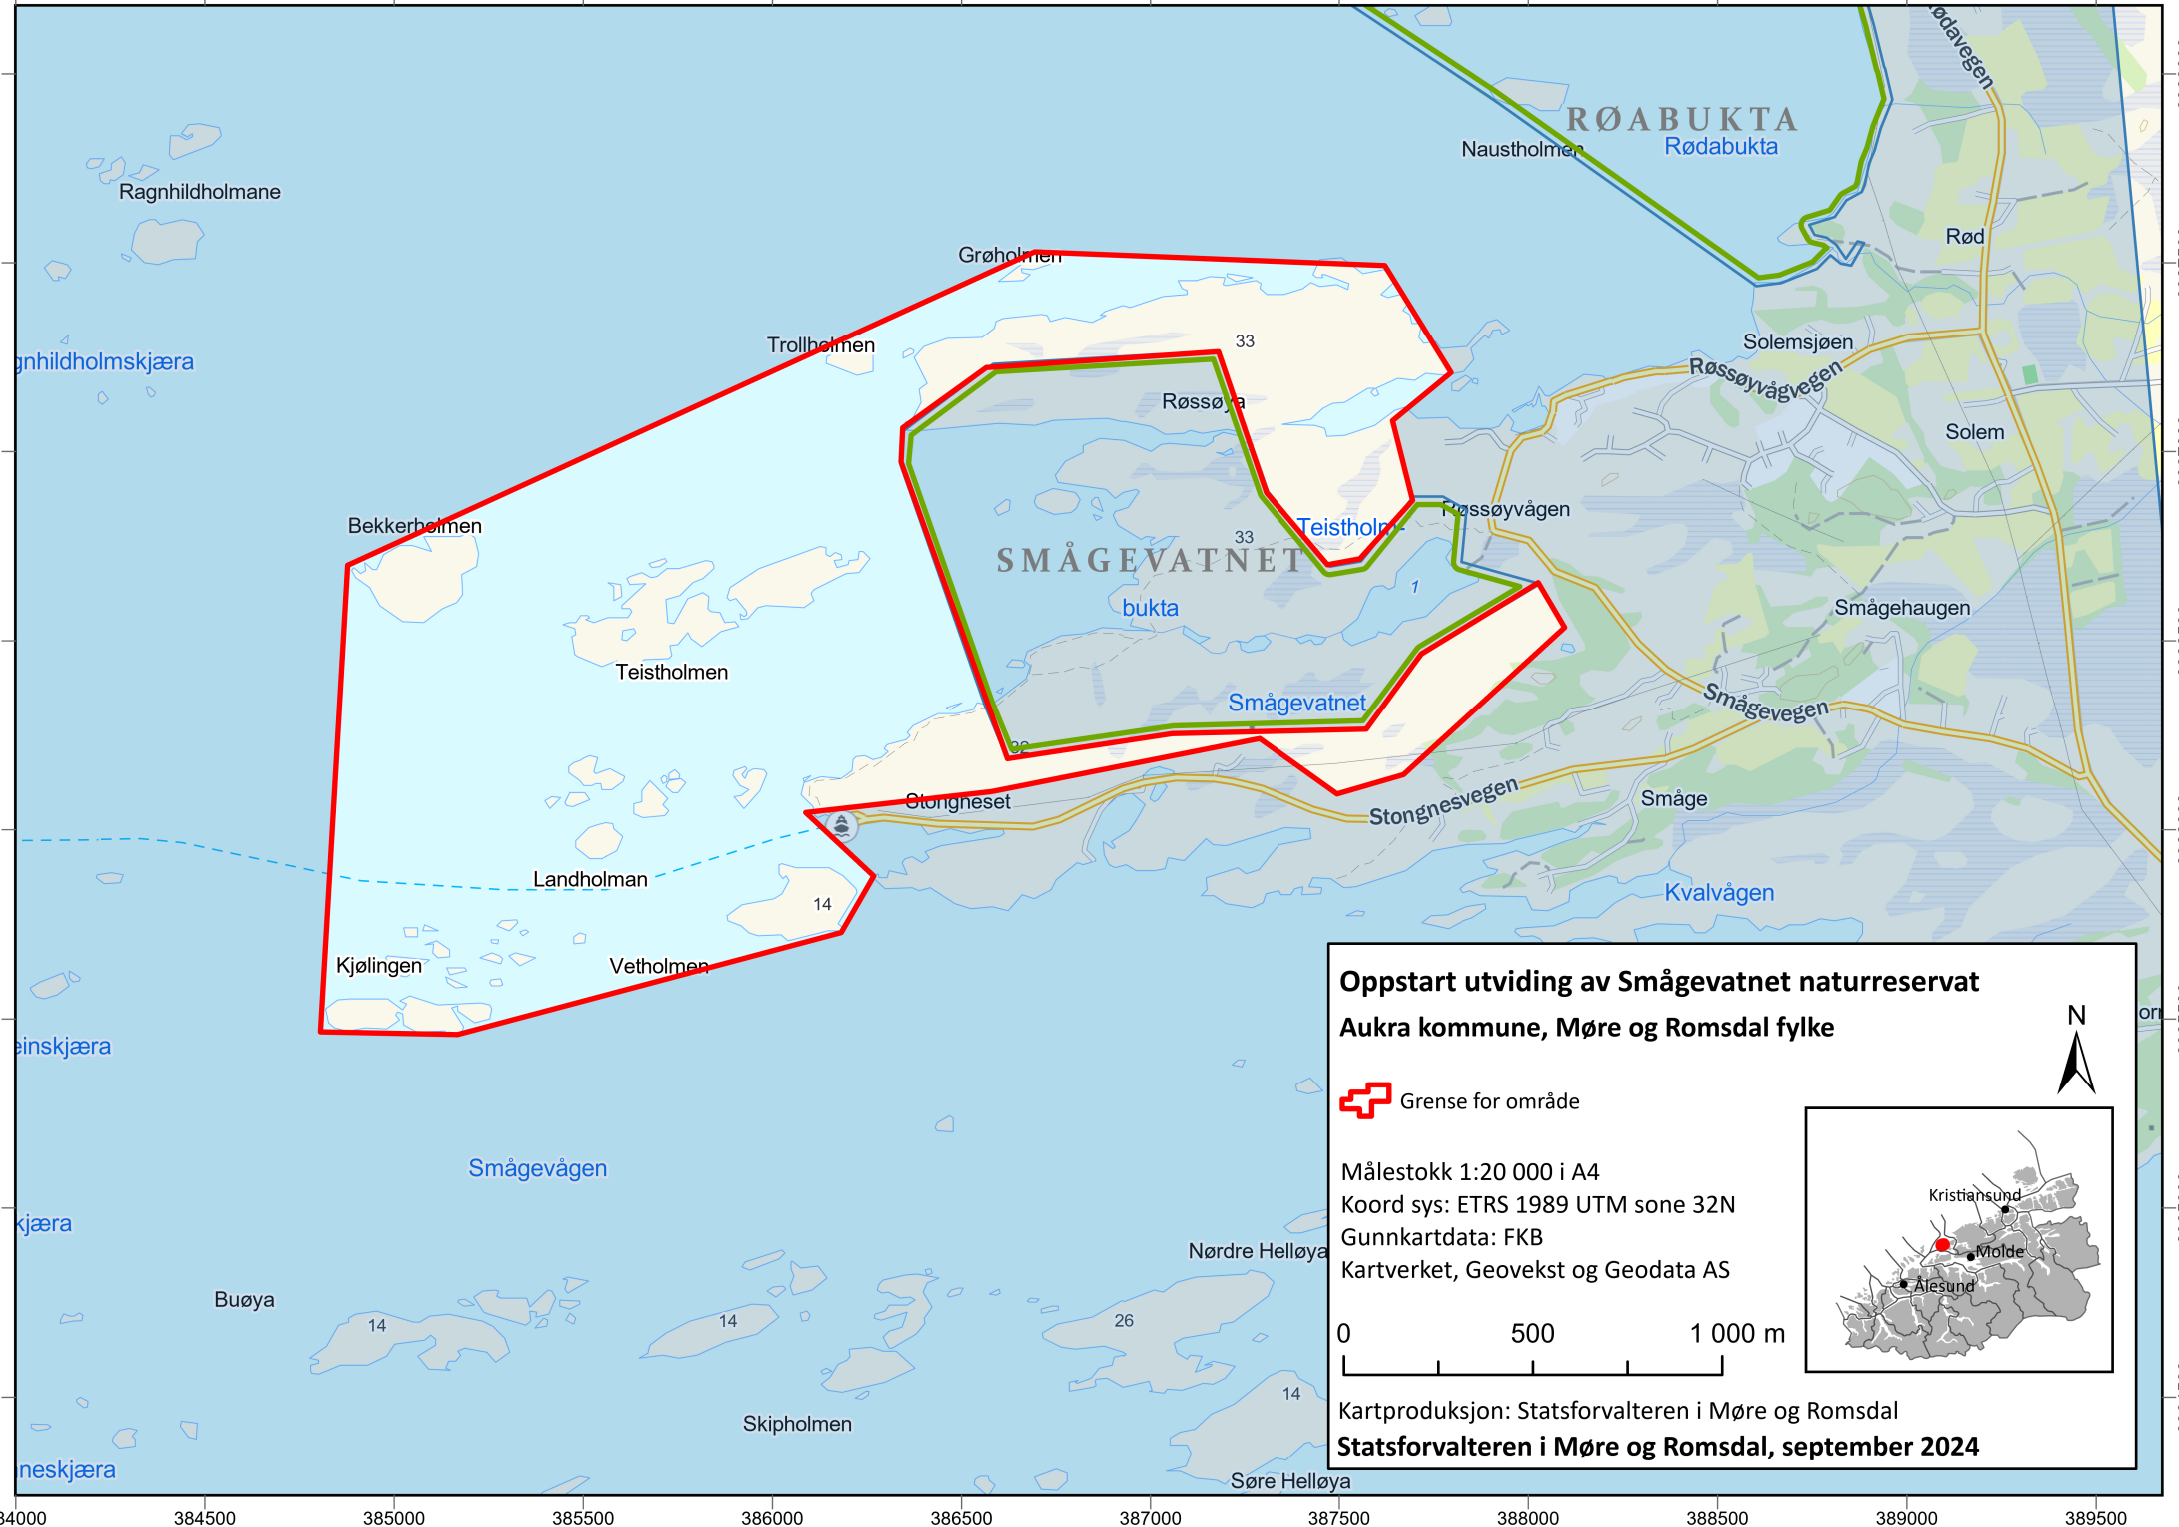 RØABUKTA
Rødabukta
Naustholmen
Ragnhildholmane
Rød
Grøholmen
Trollholmen
33
Solemsjøen
gnhildholmskjæra
Røssøyvågvegen
Røssøya
Solem
Bekkerholmen
Teistholm-
Røssøyvågen
33
SMÅGEVATNET
1
bukta
Smågehaugen
Teistholmen
Smågevatnet
Smågevegen
32
Stongneset
Stongnesvegen
Småge
Landholman
14
Kvalvågen
Kjølingen
Vetholmen
einskjæra
Smågevågen
kjæra
Nørdre Helløya
Buøya
14
14
26
14
Skipholmen
neskjæra
Søre Helløya
Oppstart utviding av Smågevatnet naturreservat
Aukra kommune, Møre og Romsdal fylke
N
Grense for område
Målestokk 1:20 000 i A4
Koord sys: ETRS 1989 UTM sone 32N
Gunnkartdata: FKB
Kartverket, Geovekst og Geodata AS
Kristiansund
Molde
Ålesund
0 500 1 000 m
Kartproduksjon: Statsforvalteren i Møre og Romsdal
Statsforvalteren i Møre og Romsdal, september 2024
84000 384500 385000 385500 386000 386500 387000 387500 388000 388500 389000 389500